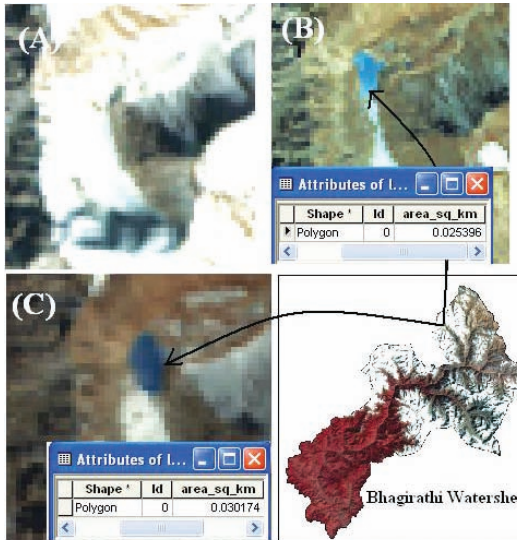 (A)
(B)
Attributes of l...
Shape * Id area_sq_km
Polygon 0 0.025396
(C)
Attributes of l...
Shape * Id area_sq_km
Polygon 0 0.030174
Bhagirathi Watershe